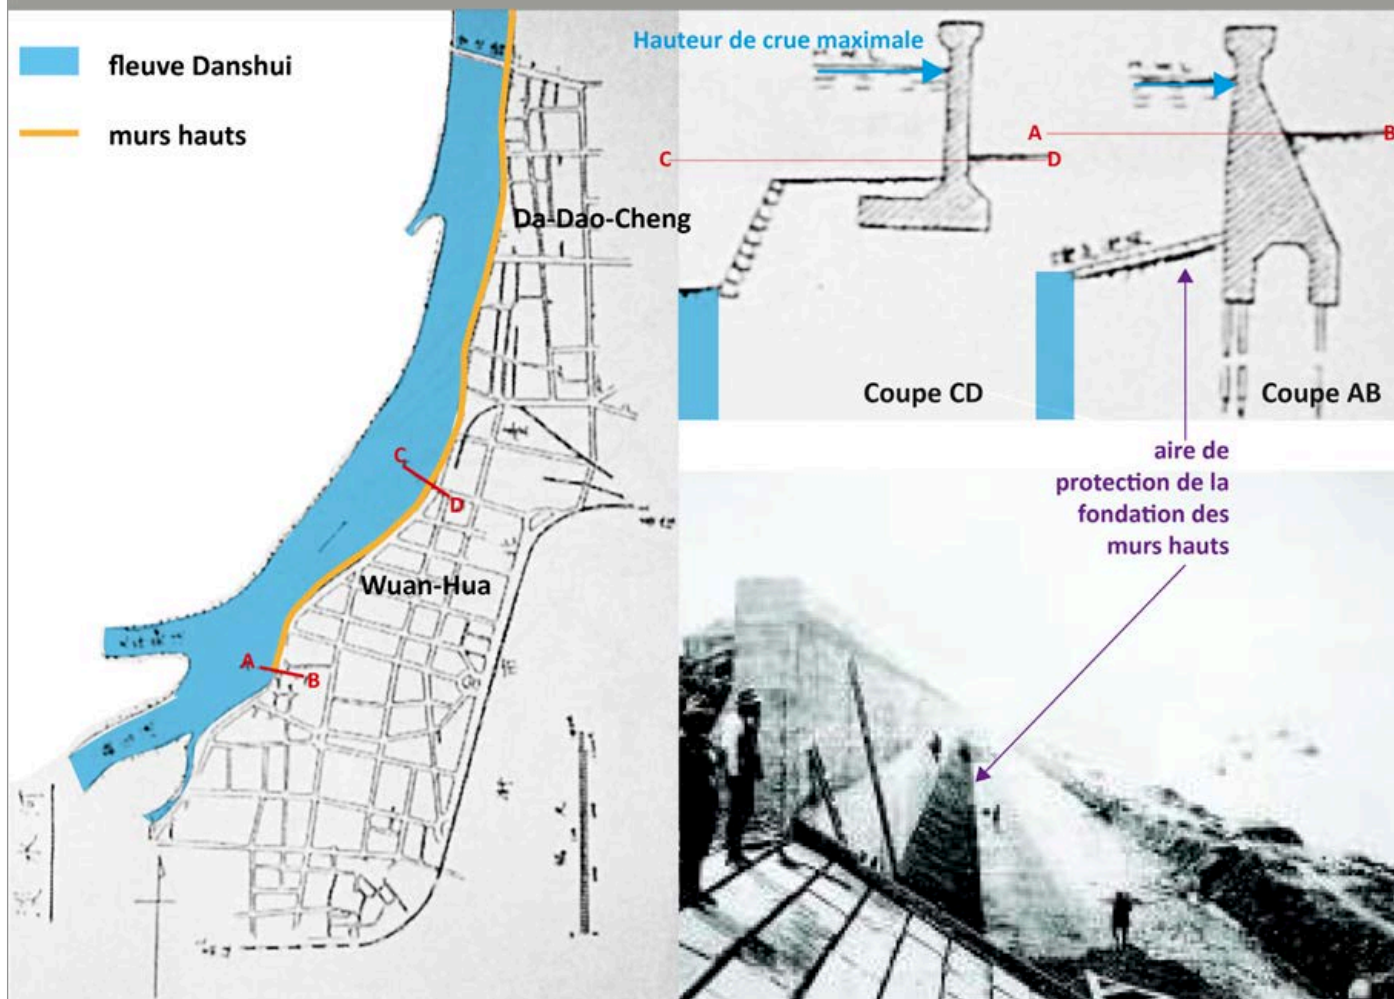 fleuve Danshui
murs hauts
Da-Dao-Cheng
C
D
Wuan-Hua
A
B
Hauteur de crue maximale
C
D
A
B
Coupe CD
Coupe AB
aire de
protection de la
fondation des
murs hauts